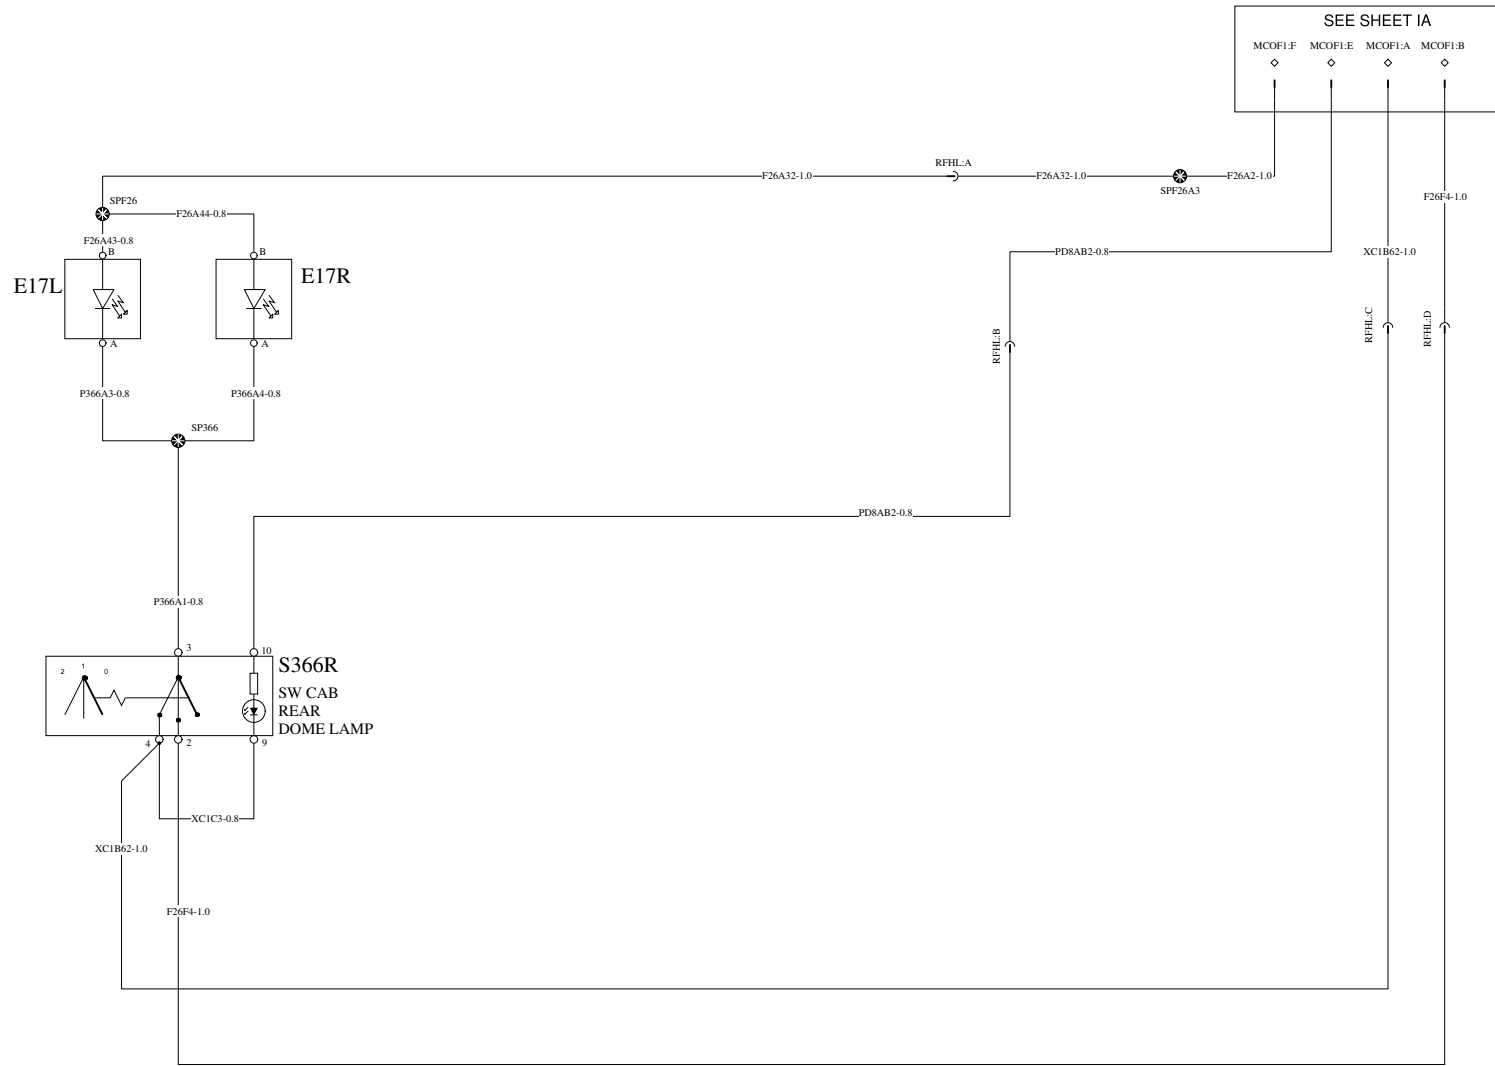 SEE SHEET IA
MCOF1:F MCOF1:E MCOF1:A MCOF1:B
RFHL:A
F26A32-1.0 F26A32-1.0 F26A2-1.0
SPF26A3
SPF26
F26A44-0.8
F26F4-1.0
F26A43-0.8
B B
PD8AB2-0.8 XC1B62-1.0
E17L E17R
RFHL:B RFHL:C RFHL:D
A A
P366A3-0.8 P366A4-0.8
SP366
PD8AB2-0.8
P366A1-0.8
3 10
S366R
2 1 0
SW CAB
REAR
DOME LAMP
4 2 9
XC1C3-0.8
XC1B62-1.0
F26F4-1.0